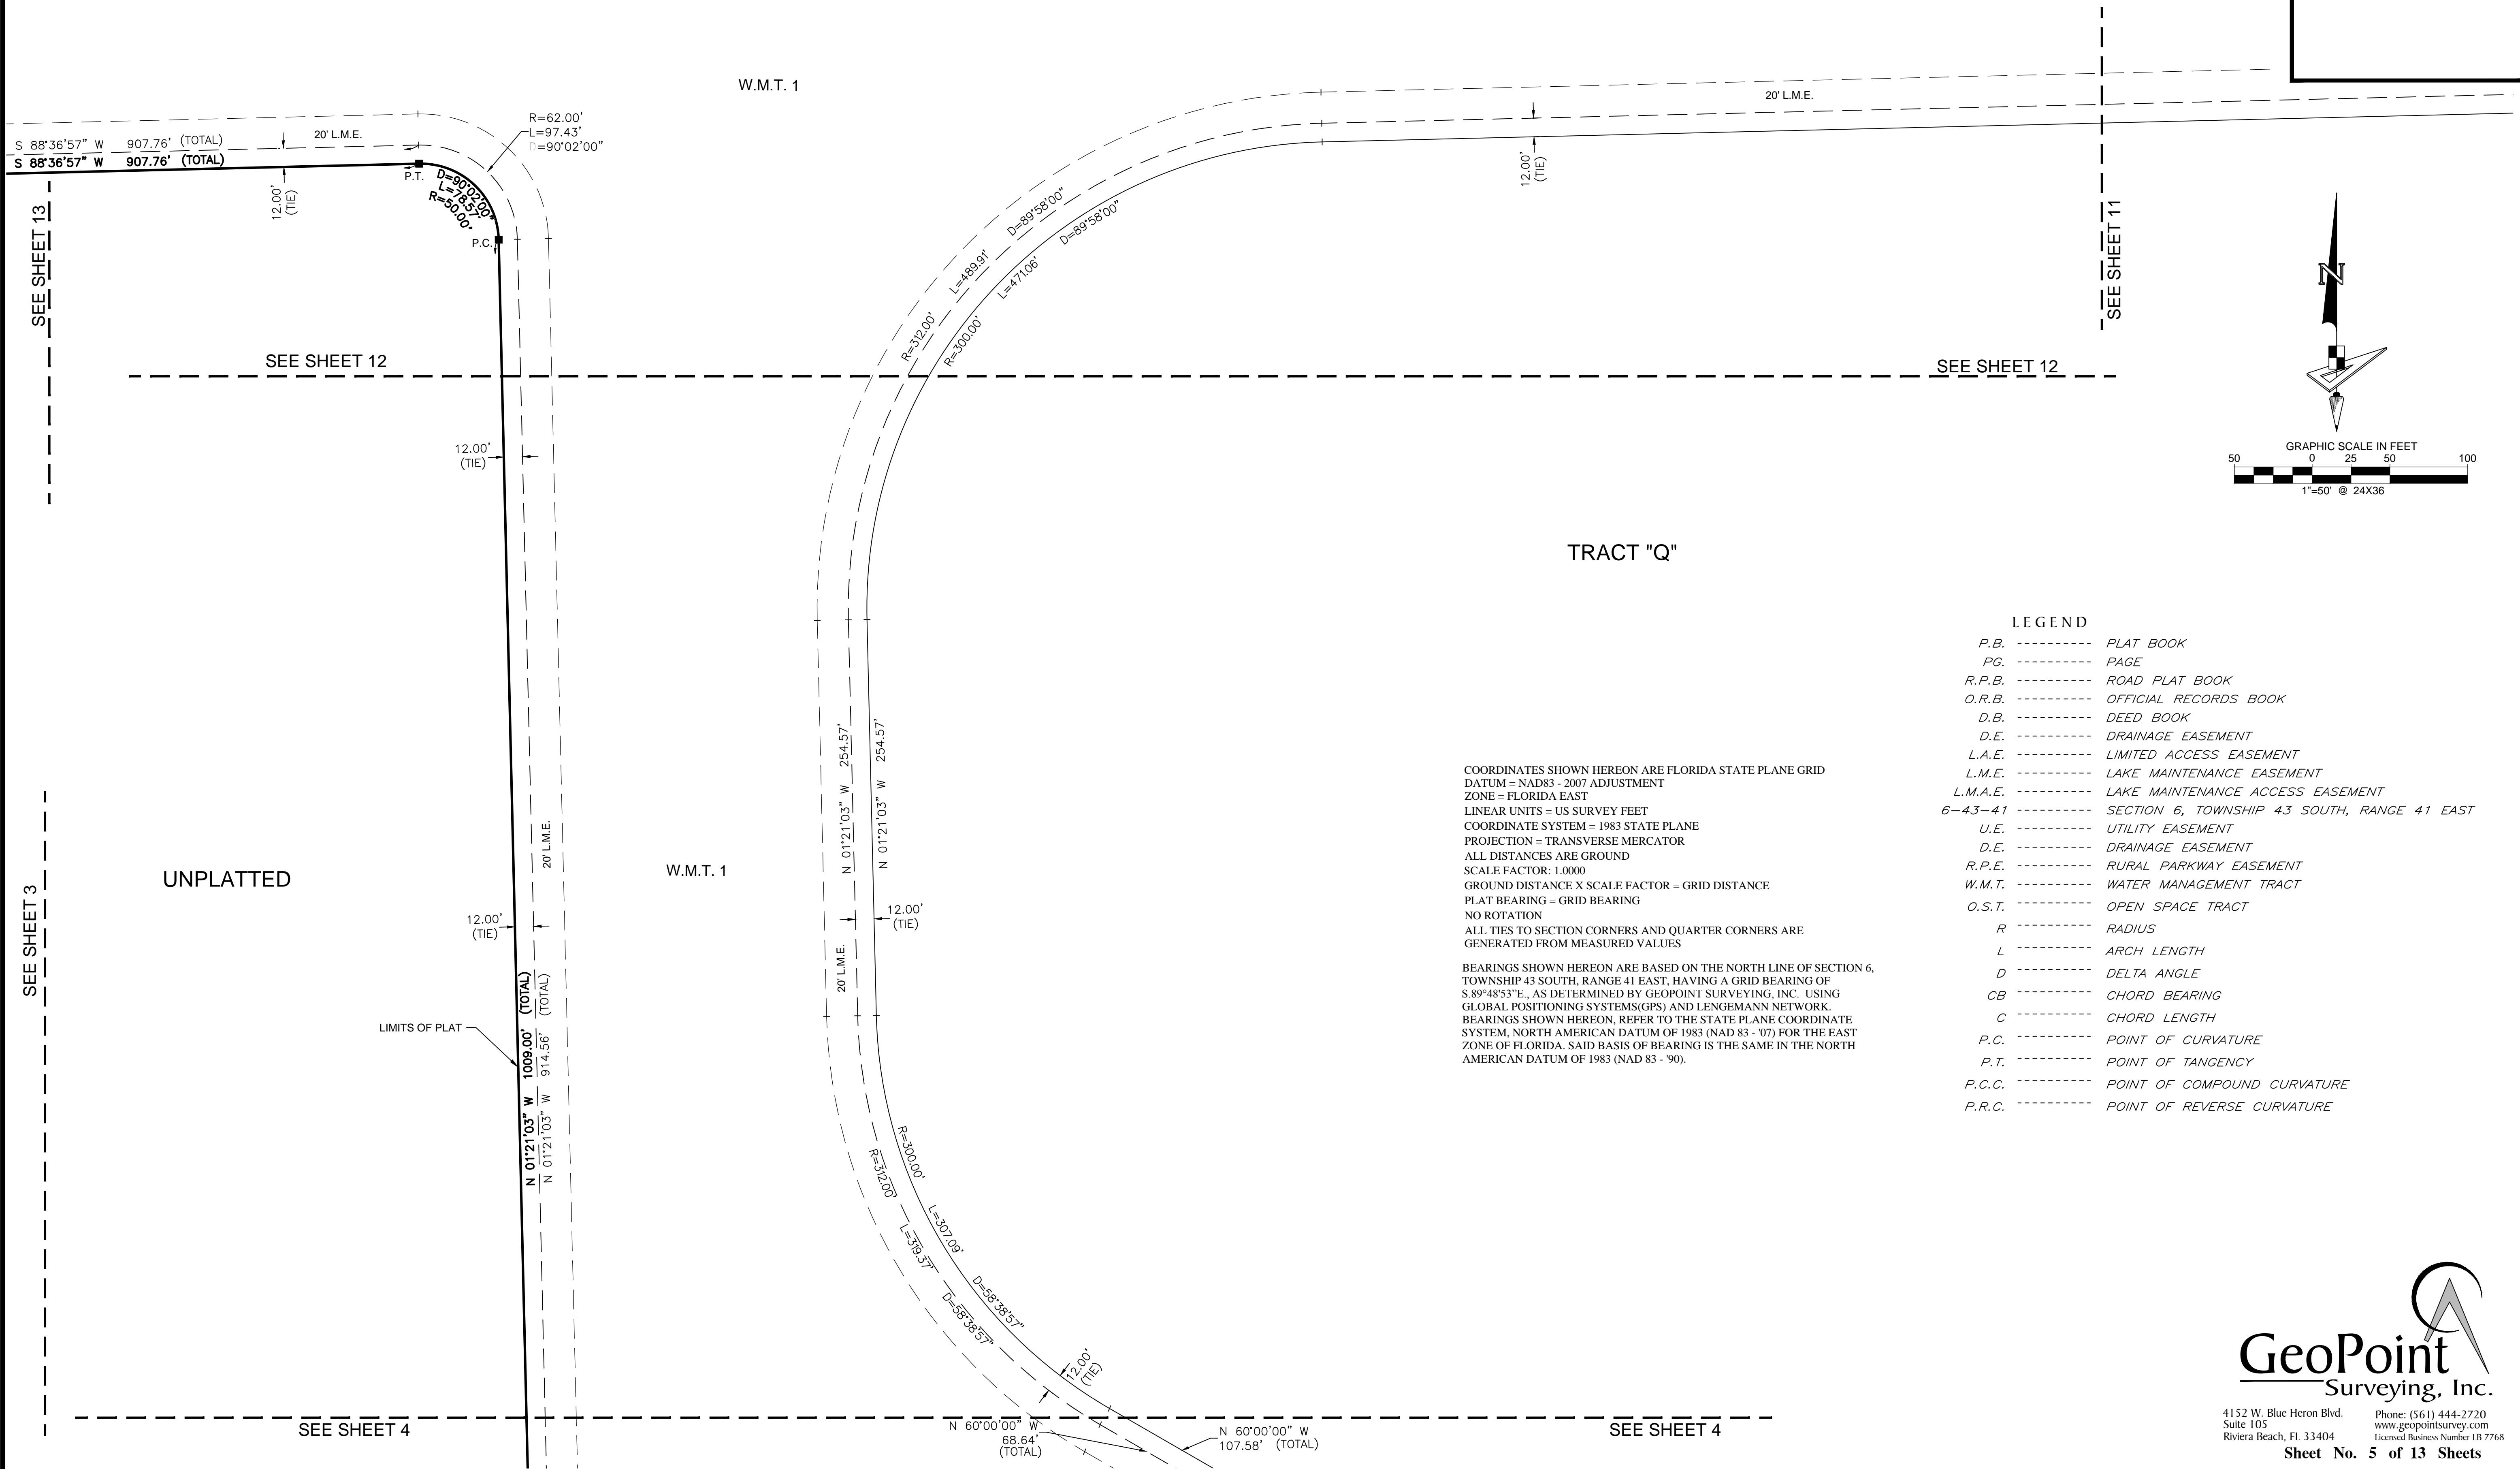 W.M.T. 1
20' L.M.E.
R=62.00'
L=97.43'
D=90°02'00"
S 88°36'57" W 907.76' (TOTAL)
20' L.M.E.
S 88°36'57" W 907.76' (TOTAL)
P.T.
D=90°02'00"
L=78.57'
R=50.00'
P.C.
12.00'
(TIE)
12.00'
(TIE)
SEE SHEET 13
SEE SHEET 11
D=89°58'00"
D=89°58'00"
L=489.91'
L=471.06'
R=312.00'
R=300.00'
SEE SHEET 12
SEE SHEET 12
N
GRAPHIC SCALE IN FEET
50 0 25 50 100
1"=50' @ 24X36
12.00'
(TIE)
TRACT "Q"
LEGEND
P.B. ---------- PLAT BOOK
PG. ---------- PAGE
R.P.B. ---------- ROAD PLAT BOOK
O.R.B. ---------- OFFICIAL RECORDS BOOK
D.B. ---------- DEED BOOK
D.E. ---------- DRAINAGE EASEMENT
L.A.E. ---------- LIMITED ACCESS EASEMENT
L.M.E. ---------- LAKE MAINTENANCE EASEMENT
L.M.A.E. ---------- LAKE MAINTENANCE ACCESS EASEMENT
6-43-41 ---------- SECTION 6, TOWNSHIP 43 SOUTH, RANGE 41 EAST
U.E. ---------- UTILITY EASEMENT
D.E. ---------- DRAINAGE EASEMENT
R.P.E. ---------- RURAL PARKWAY EASEMENT
W.M.T. ---------- WATER MANAGEMENT TRACT
O.S.T. ---------- OPEN SPACE TRACT
R ---------- RADIUS
L ---------- ARCH LENGTH
D ---------- DELTA ANGLE
CB ---------- CHORD BEARING
C ---------- CHORD LENGTH
P.C. ---------- POINT OF CURVATURE
P.T. ---------- POINT OF TANGENCY
P.C.C. ---------- POINT OF COMPOUND CURVATURE
P.R.C. ---------- POINT OF REVERSE CURVATURE
COORDINATES SHOWN HEREON ARE FLORIDA STATE PLANE GRID
DATUM = NAD83 - 2007 ADJUSTMENT
ZONE = FLORIDA EAST
LINEAR UNITS = US SURVEY FEET
COORDINATE SYSTEM = 1983 STATE PLANE
PROJECTION = TRANSVERSE MERCATOR
ALL DISTANCES ARE GROUND
SCALE FACTOR: 1.0000
GROUND DISTANCE X SCALE FACTOR = GRID DISTANCE
PLAT BEARING = GRID BEARING
NO ROTATION
ALL TIES TO SECTION CORNERS AND QUARTER CORNERS ARE
GENERATED FROM MEASURED VALUES
BEARINGS SHOWN HEREON ARE BASED ON THE NORTH LINE OF SECTION 6,
TOWNSHIP 43 SOUTH, RANGE 41 EAST, HAVING A GRID BEARING OF
S.89°48'53"E., AS DETERMINED BY GEOPOINT SURVEYING, INC. USING
GLOBAL POSITIONING SYSTEMS(GPS) AND LENGEMANN NETWORK.
BEARINGS SHOWN HEREON, REFER TO THE STATE PLANE COORDINATE
SYSTEM, NORTH AMERICAN DATUM OF 1983 (NAD 83 - '07) FOR THE EAST
ZONE OF FLORIDA. SAID BASIS OF BEARING IS THE SAME IN THE NORTH
AMERICAN DATUM OF 1983 (NAD 83 - '90).
N 01°21'03" W 254.57'
N 01°21'03" W 254.57'
20' L.M.E.
UNPLATTED
W.M.T. 1
SEE SHEET 3
12.00'
(TIE)
12.00'
(TIE)
20' L.M.E.
LIMITS OF PLAT
N 01°21'03" W 1009.00' (TOTAL)
N 01°21'03" W 914.56' (TOTAL)
R=300.00'
R=312.00'
L=307.09'
L=319.37'
D=58°38'57"
D=58°38'57"
12.00'
(TIE)
SEE SHEET 4
N 60°00'00" W
68.64'
(TOTAL)
N 60°00'00" W
107.58' (TOTAL)
SEE SHEET 4
GeoPoint
Surveying, Inc.
4152 W. Blue Heron Blvd.
Suite 105
Riviera Beach, FL 33404
Phone: (561) 444-2720
www.geopointsurvey.com
Licensed Business Number LB 7768
Sheet No. 5 of 13 Sheets